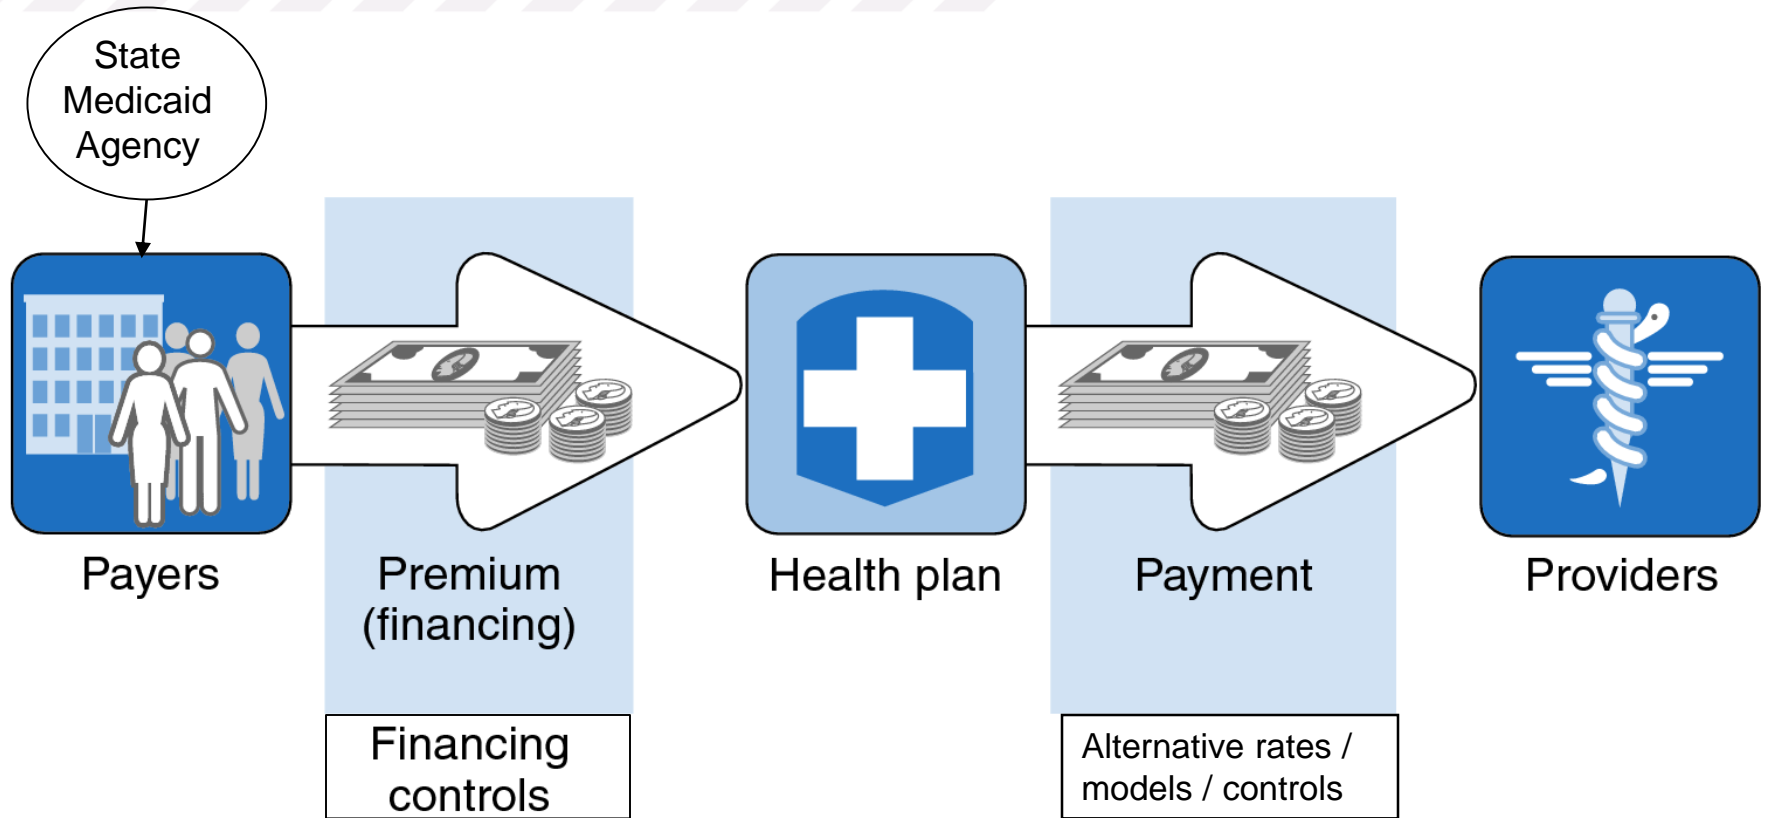 State
Medicaid
Agency
Payers
Premium
(financing)
Health plan
Payment
Providers
Financing
controls
Alternative rates /
models / controls